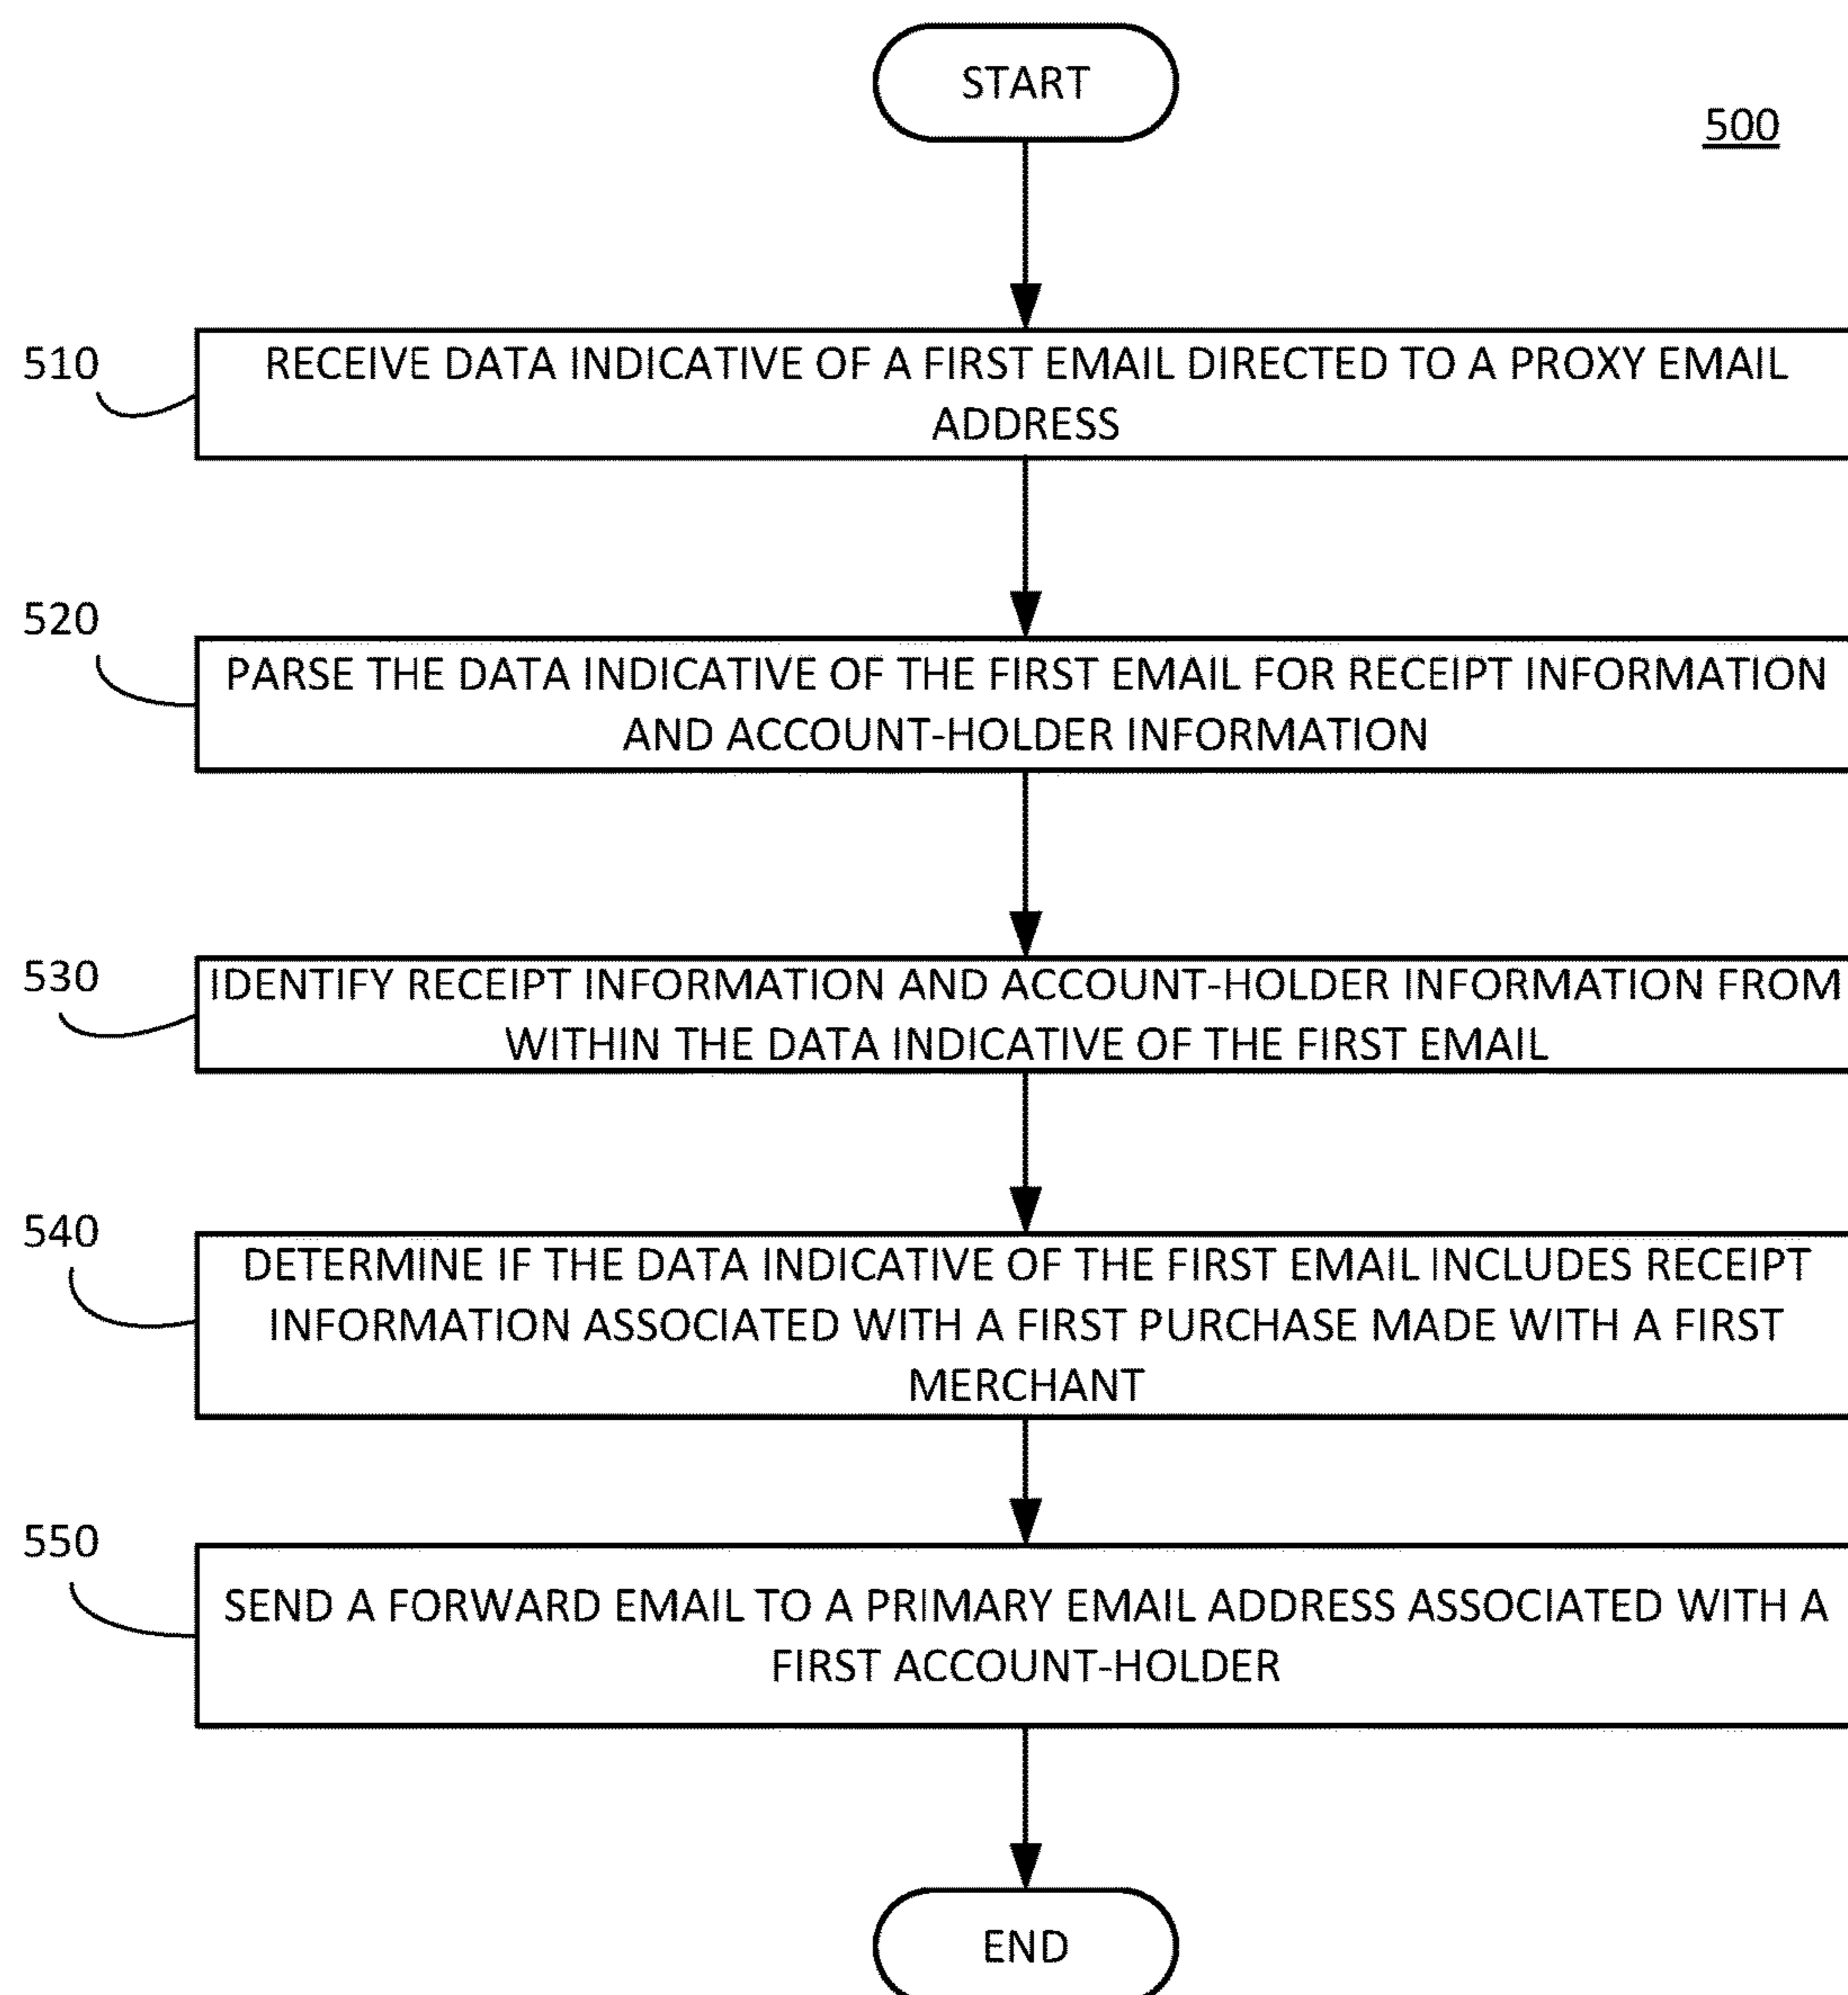 START
500
510
RECEIVE DATA INDICATIVE OF A FIRST EMAIL DIRECTED TO A PROXY EMAIL
ADDRESS
520
PARSE THE DATA INDICATIVE OF THE FIRST EMAIL FOR RECEIPT INFORMATION
AND ACCOUNT-HOLDER INFORMATION
530
IDENTIFY RECEIPT INFORMATION AND ACCOUNT-HOLDER INFORMATION FROM
WITHIN THE DATA INDICATIVE OF THE FIRST EMAIL
540
DETERMINE IF THE DATA INDICATIVE OF THE FIRST EMAIL INCLUDES RECEIPT
INFORMATION ASSOCIATED WITH A FIRST PURCHASE MADE WITH A FIRST
MERCHANT
550
SEND A FORWARD EMAIL TO A PRIMARY EMAIL ADDRESS ASSOCIATED WITH A
FIRST ACCOUNT-HOLDER
END